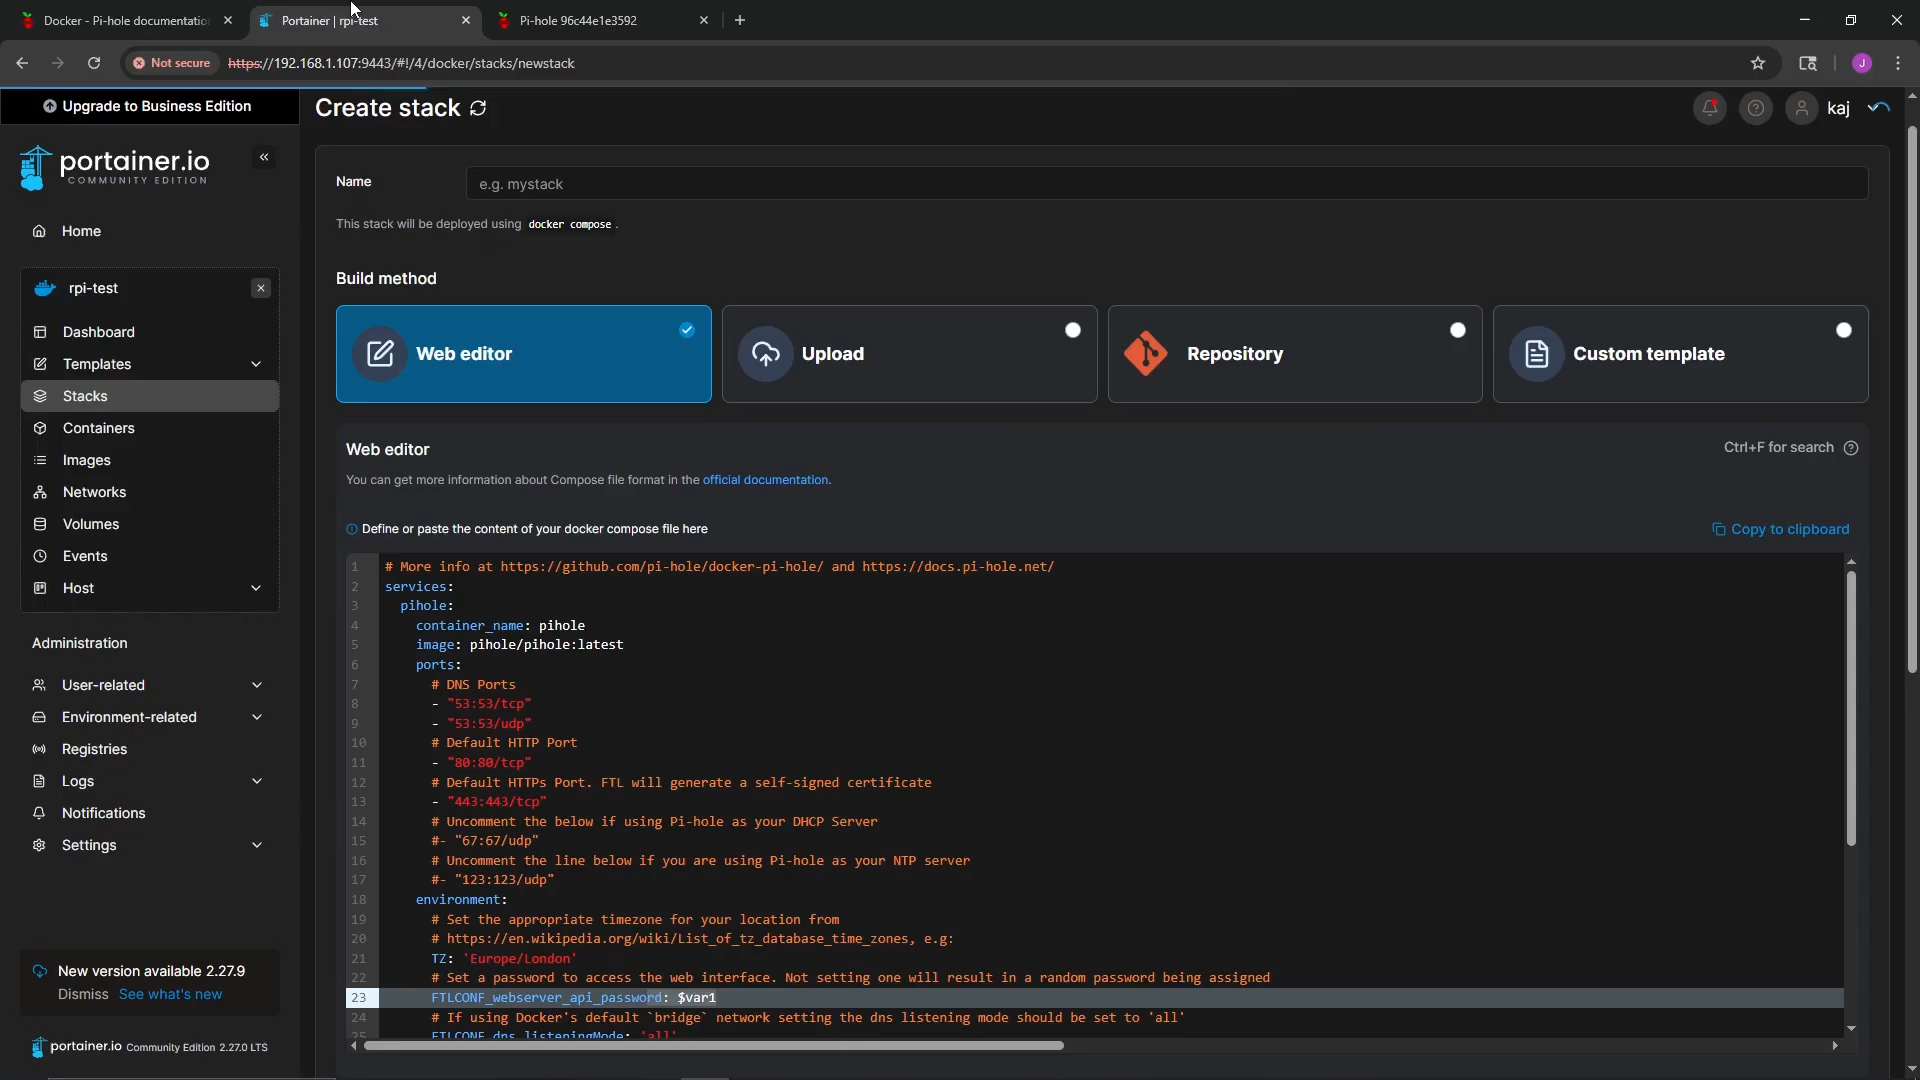 Docker - Pi-hole documentatio
Portainer | rpi-test
Pi-hole 96c44e1e3592
Not secure
https://192.168.1.107:9443/#!/4/docker/stacks/newstack
J
Upgrade to Business Edition
Create stack
kaj
portainer.io
COMMUNITY EDITION
Home
rpi-test
Dashboard
Templates
Stacks
Containers
Images
Networks
Volumes
Events
Host
Administration
User-related
Environment-related
Registries
Logs
Notifications
Settings
New version available 2.27.9
Dismiss See what's new
portainer.io Community Edition 2.27.0 LTS
Name
e.g. mystack
This stack will be deployed using docker compose .
Build method
Web editor
Upload
Repository
Custom template
Web editor
Ctrl+F for search
You can get more information about Compose file format in the official documentation.
Define or paste the content of your docker compose file here
Copy to clipboard
1 # More info at https://github.com/pi-hole/docker-pi-hole/ and https://docs.pi-hole.net/
2 services:
3 pihole:
4 container_name: pihole
5 image: pihole/pihole:latest
6 ports:
7 # DNS Ports
8 - "53:53/tcp"
9 - "53:53/udp"
10 # Default HTTP Port
11 - "80:80/tcp"
12 # Default HTTPs Port. FTL will generate a self-signed certificate
13 - "443:443/tcp"
14 # Uncomment the below if using Pi-hole as your DHCP Server
15 #- "67:67/udp"
16 # Uncomment the line below if you are using Pi-hole as your NTP server
17 #- "123:123/udp"
18 environment:
19 # Set the appropriate timezone for your location from
20 # https://en.wikipedia.org/wiki/List_of_tz_database_time_zones, e.g:
21 TZ: 'Europe/London'
22 # Set a password to access the web interface. Not setting one will result in a random password being assigned
23 FTLCONF_webserver_api_password: $var1
24 # If using Docker's default `bridge` network setting the dns listening mode should be set to 'all'
25 FTLCONF_dns_listeningMode: 'all'